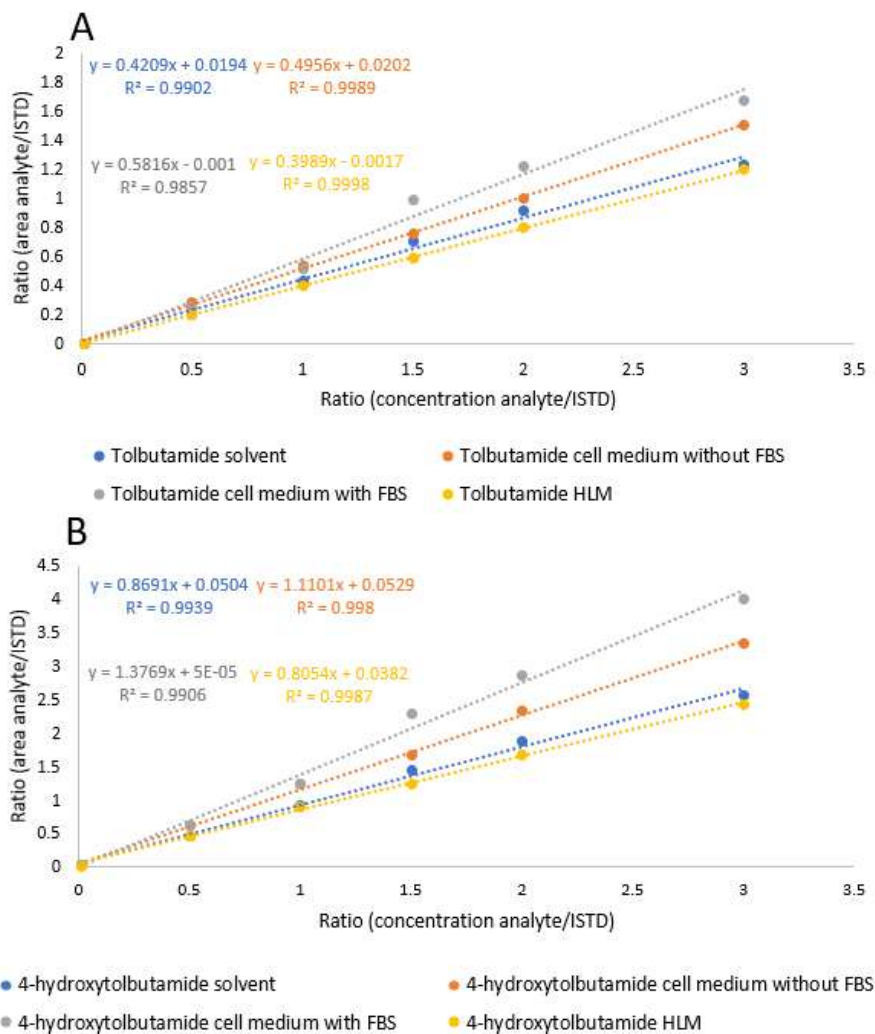 A
y = 0.4209x + 0.0194 y = 0.4956x + 0.0202
R² = 0.9902 R² = 0.9989
y = 0.5816x - 0.001 y = 0.3989x - 0.0017
R² = 0.9857 R² = 0.9998
Ratio (area analyte/ISTD)
2
1.8
1.6
1.4
1.2
1
0.8
0.6
0.4
0.2
0
0 0.5 1 1.5 2 2.5 3 3.5
Ratio (concentration analyte/ISTD)
Tolbutamide solvent Tolbutamide cell medium without FBS
Tolbutamide cell medium with FBS Tolbutamide HLM
B
y = 0.8691x + 0.0504 y = 1.1101x + 0.0529
R² = 0.9939 R² = 0.998
y = 1.3769x + 5E-05 y = 0.8054x + 0.0382
R² = 0.9906 R² = 0.9987
Ratio (area analyte/ISTD)
4.5
4
3.5
3
2.5
2
1.5
1
0.5
0
0 0.5 1 1.5 2 2.5 3 3.5
Ratio (concentration analyte/ISTD)
4-hydroxytolbutamide solvent 4-hydroxytolbutamide cell medium without FBS
4-hydroxytolbutamide cell medium with FBS 4-hydroxytolbutamide HLM